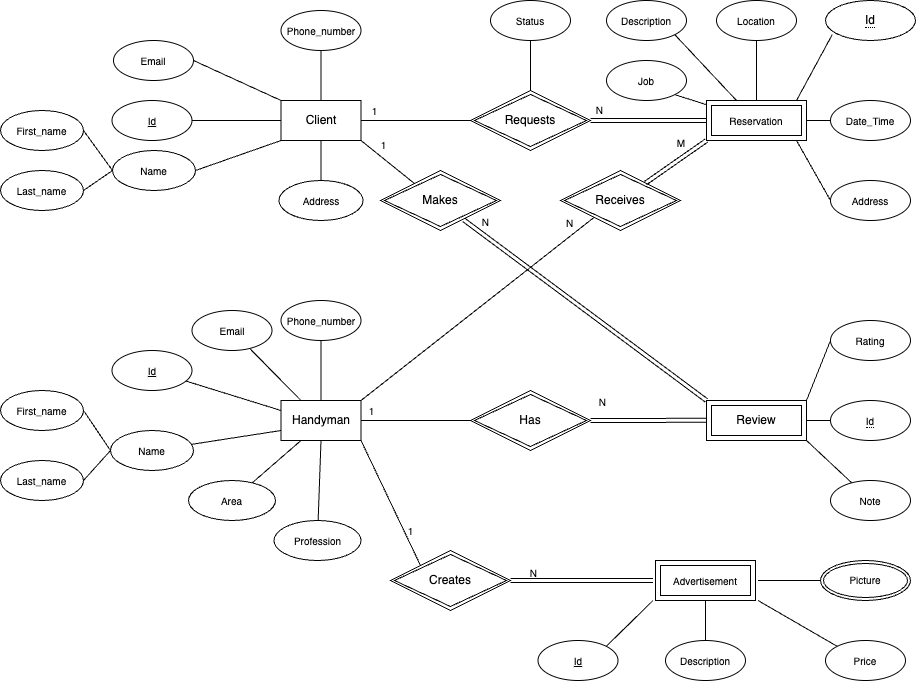 Status
Description
Location
Id
Phone_number
Email
Job
Id
First_name
Client
1
Requests
N
Reservation
Date_Time
Name
1
M
Last_name
Address
Makes
Receives
Address
N
N
Phone_number
Email
Rating
Id
First_name
Handyman
1
Has
N
Review
Id
Name
Last_name
Area
Note
Profession
1
Creates
N
Advertisement
Picture
Id
Description
Price